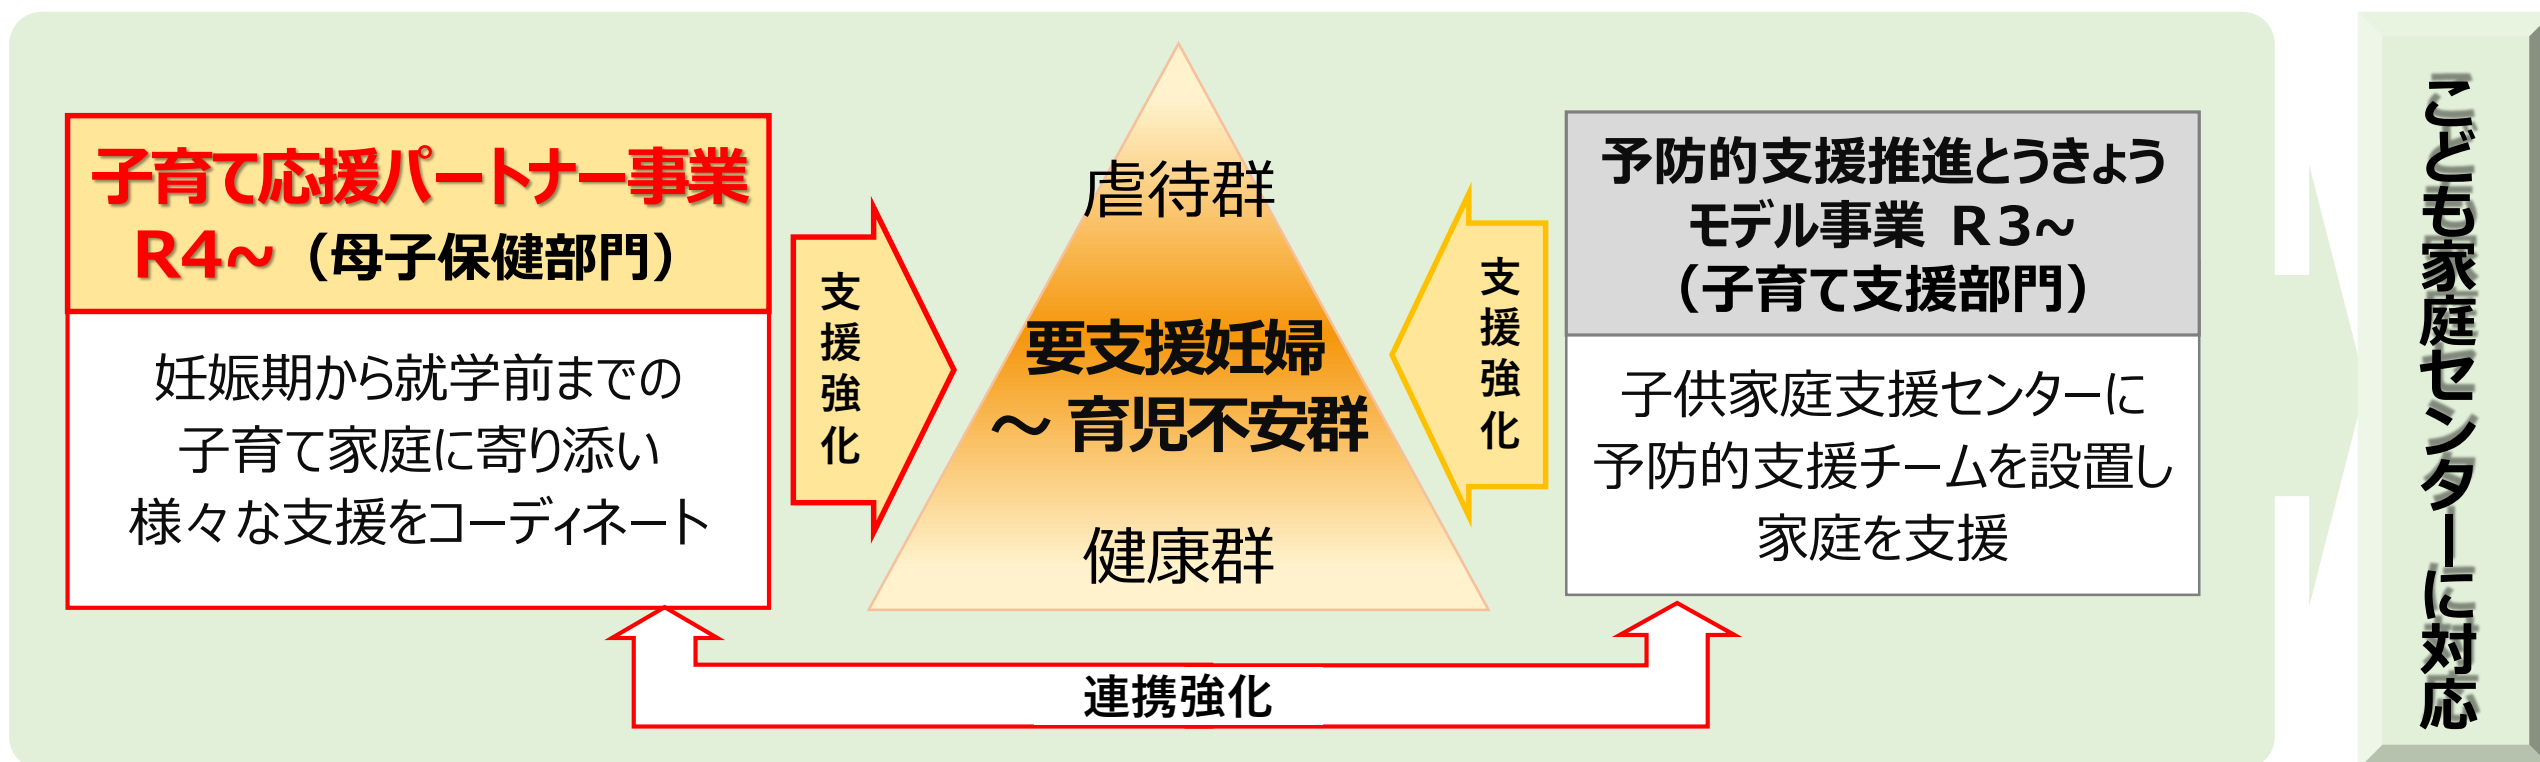 子育て応援パートナー事業
R4~（母子保健部門）
妊娠期から就学前までの
子育て家庭に寄り添い
様々な支援をコーディネート
支援強化
虐待群
要支援妊婦
～ 育児不安群
健康群
支援強化
予防的支援推進とうきょう
モデル事業 R3~
（子育て支援部門）
子供家庭支援センターに
予防的支援チームを設置し
家庭を支援
連携強化
こども家庭センターに対応